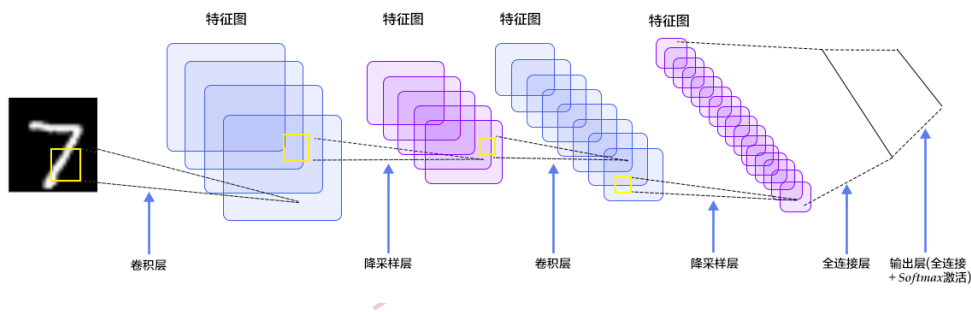 特征图
特征图
特征图
特征图
卷积层
降采样层
卷积层
降采样层
全连接层
输出层(全连接
+ Softmax激活)